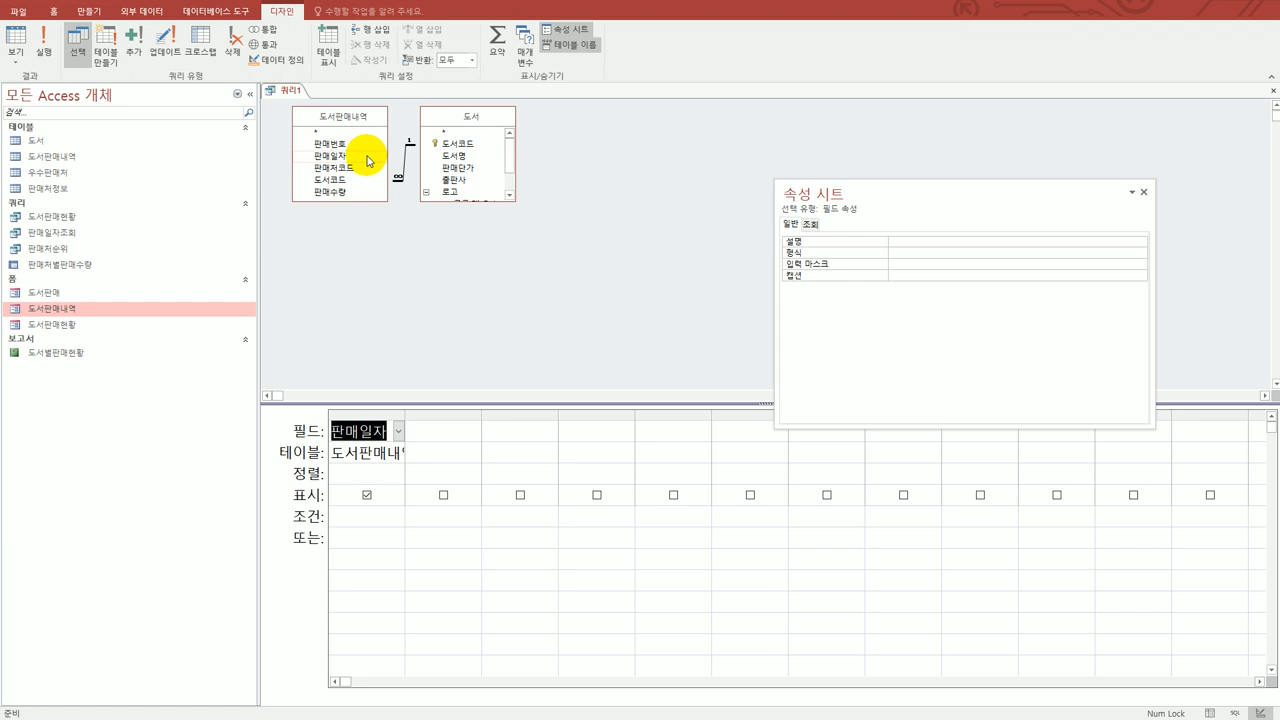 파일 홈 만들기 외부 데이터 데이터베이스 도구 디자인 수행할 작업을 알려 주세요.
보기 실행 선택 테이블 만들기 추가 업데이트 크로스탭 삭제 통합 통과 데이터 정의 테이블 표시 행 삽입 행 삭제 작성기 열 삽입 열 삭제 반환: 모두 요약 매개 변수 속성 시트 테이블 이름
결과 쿼리 유형 쿼리 설정 표시/숨기기
모든 Access 개체
검색...
테이블
도서
도서판매내역
우수판매처
판매처정보
쿼리
도서판매현황
판매일자조회
판매처순위
판매처별판매수량
폼
도서판매
도서판매내역
도서판매현황
보고서
도서별판매현황
쿼리1
도서판매내역
*
판매번호
판매일자
판매처코드
도서코드
판매수량
1
∞
도서
*
도서코드
도서명
판매단가
출판사
로고
속성 시트
선택 유형: 필드 속성
일반 조회
설명
형식
입력 마스크
캡션
필드: 판매일자
테이블: 도서판매내역
정렬:
표시:
조건:
또는:
준비
Num Lock
SQL